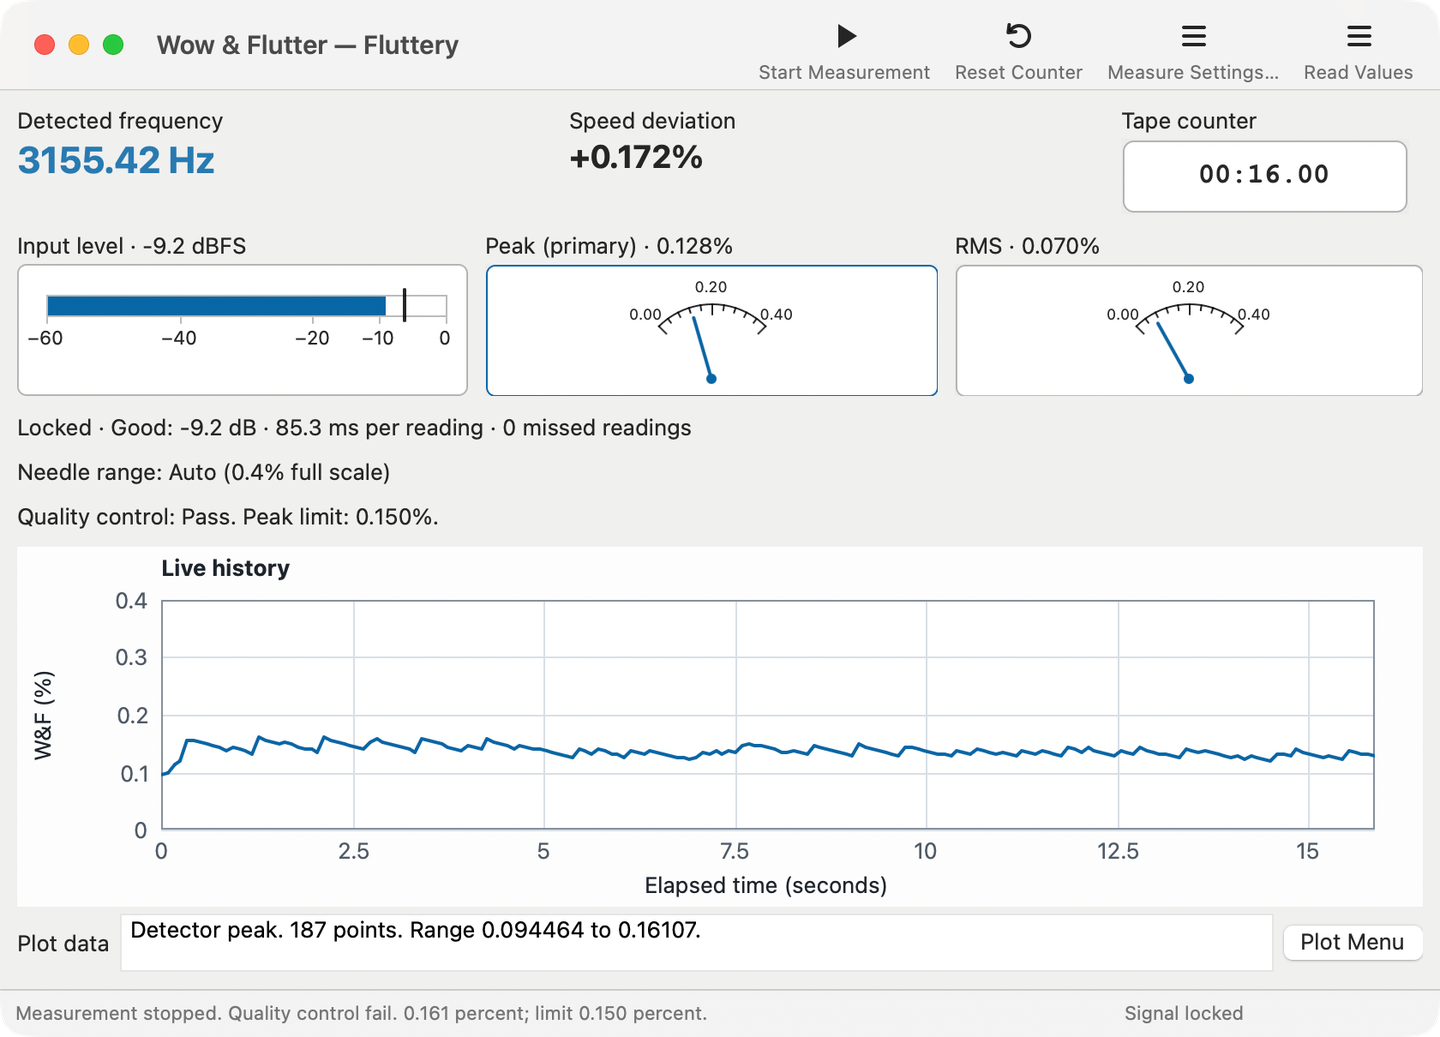 Wow & Flutter — Fluttery
Start Measurement
Reset Counter
Measure Settings...
Read Values
Detected frequency
3155.42 Hz
Speed deviation
+0.172%
Tape counter
00:16.00
Input level · -9.2 dBFS
−60
−40
−20
−10
0
Peak (primary) · 0.128%
0.00
0.20
0.40
RMS · 0.070%
0.00
0.20
0.40
Locked · Good: -9.2 dB · 85.3 ms per reading · 0 missed readings
Needle range: Auto (0.4% full scale)
Quality control: Pass. Peak limit: 0.150%.
Live history
W&F (%)
0.4
0.3
0.2
0.1
0
0
2.5
5
7.5
10
12.5
15
Elapsed time (seconds)
Plot data
Detector peak. 187 points. Range 0.094464 to 0.16107.
Plot Menu
Measurement stopped. Quality control fail. 0.161 percent; limit 0.150 percent.
Signal locked